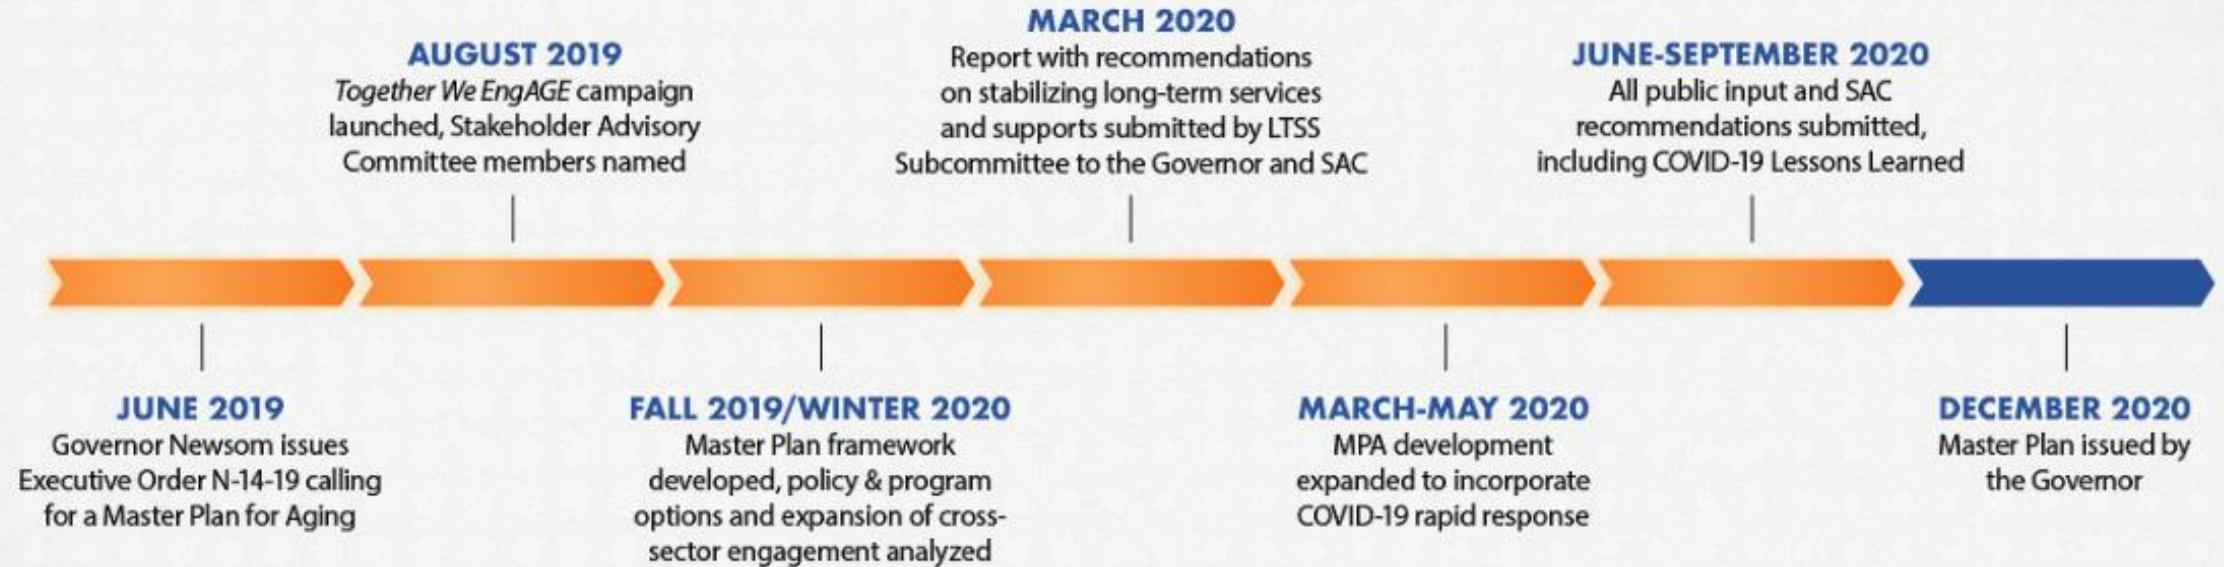 JUNE 2019
Governor Newsom issues
Executive Order N-14-19 calling
for a Master Plan for Aging
AUGUST 2019
Together We EngAGE campaign
launched, Stakeholder Advisory
Committee members named
FALL 2019/WINTER 2020
Master Plan framework
developed, policy & program
options and expansion of cross-
sector engagement analyzed
MARCH 2020
Report with recommendations
on stabilizing long-term services
and supports submitted by LTSS
Subcommittee to the Governor and SAC
MARCH-MAY 2020
MPA development
expanded to incorporate
COVID-19 rapid response
JUNE-SEPTEMBER 2020
All public input and SAC
recommendations submitted,
including COVID-19 Lessons Learned
DECEMBER 2020
Master Plan issued by
the Governor